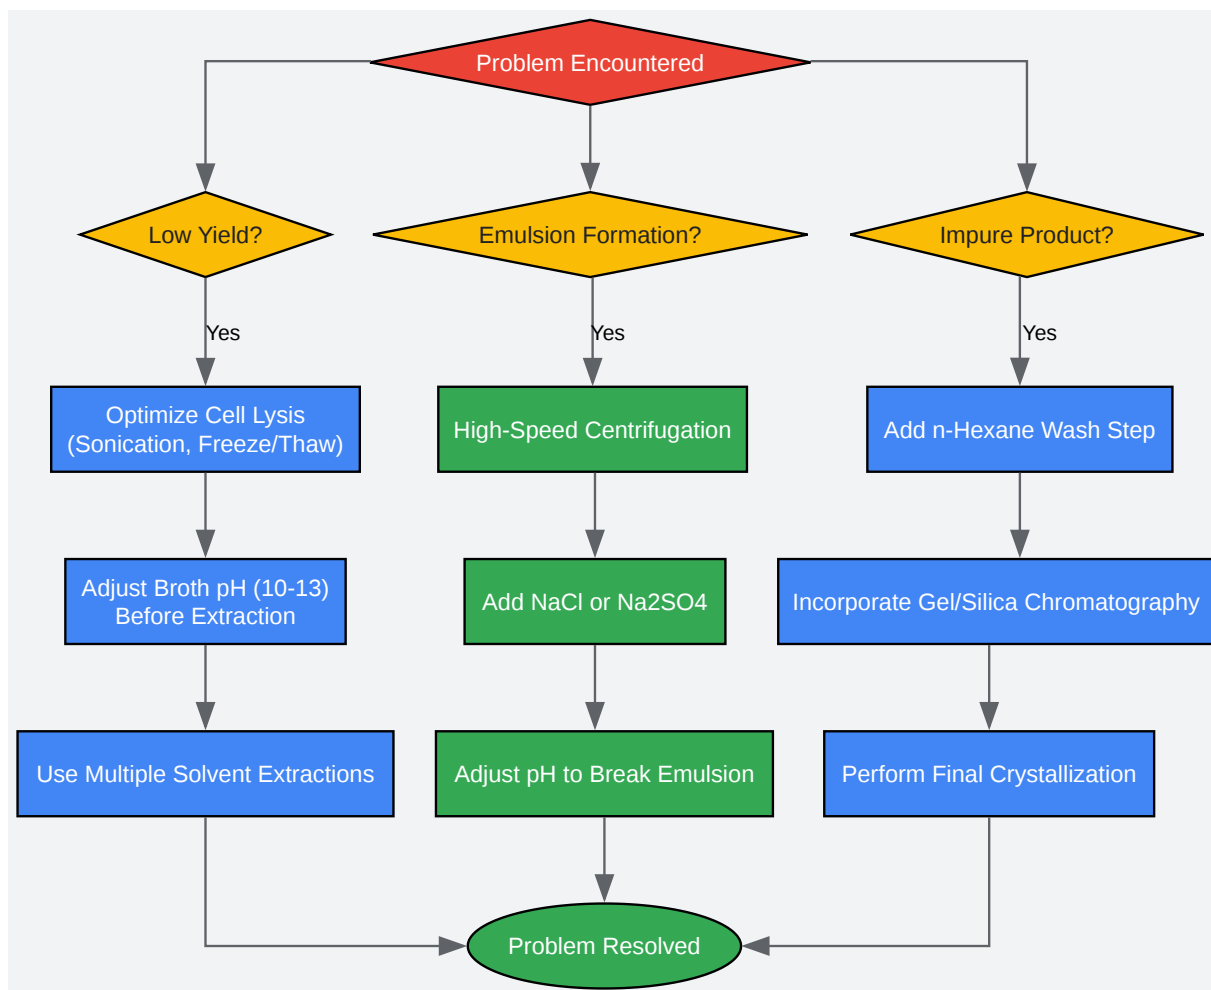 Problem Encountered
Low Yield?
Emulsion Formation?
Impure Product?
Yes
Yes
Yes
Optimize Cell Lysis
(Sonication, Freeze/Thaw)
High-Speed Centrifugation
Add n-Hexane Wash Step
Adjust Broth pH (10-13)
Before Extraction
Add NaCl or Na2SO4
Incorporate Gel/Silica Chromatography
Use Multiple Solvent Extractions
Adjust pH to Break Emulsion
Perform Final Crystallization
Problem Resolved